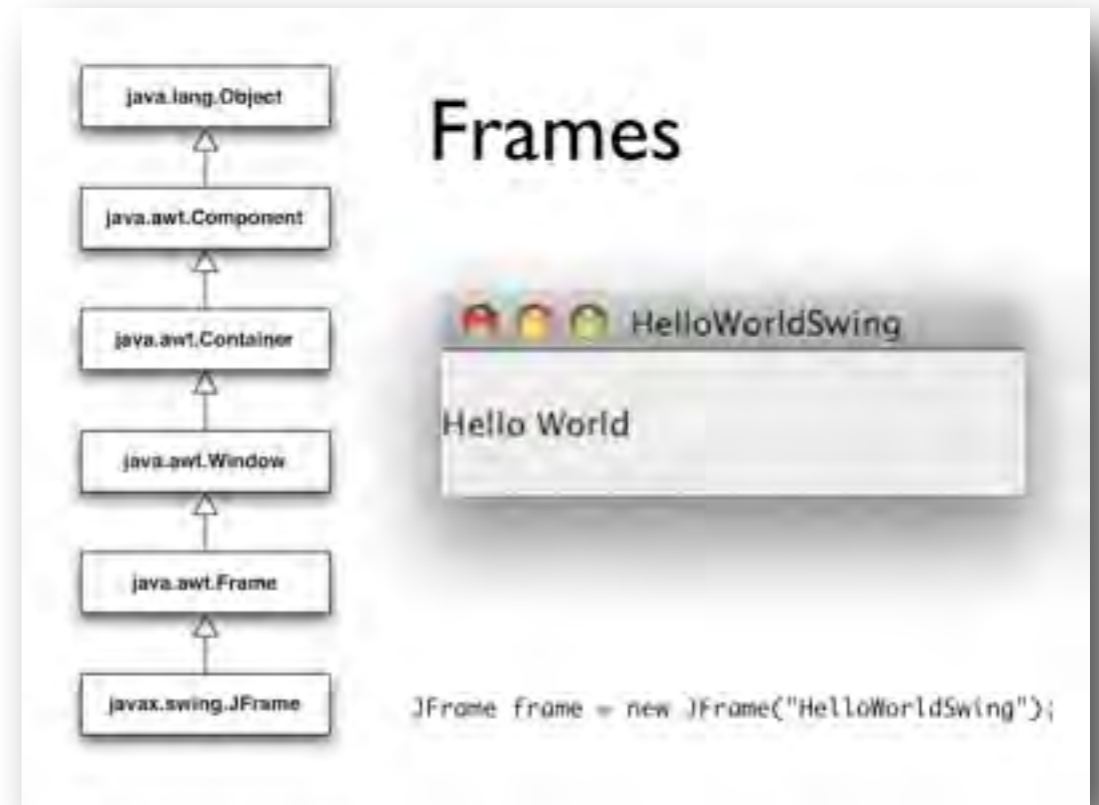 java.lang.Object
Frames
java.awt.Component
java.awt.Container
HelloWorldSwing
Hello World
java.awt.Window
java.awt.Frame
javax.swing.JFrame
JFrame frame = new JFrame("HelloWorldSwing");